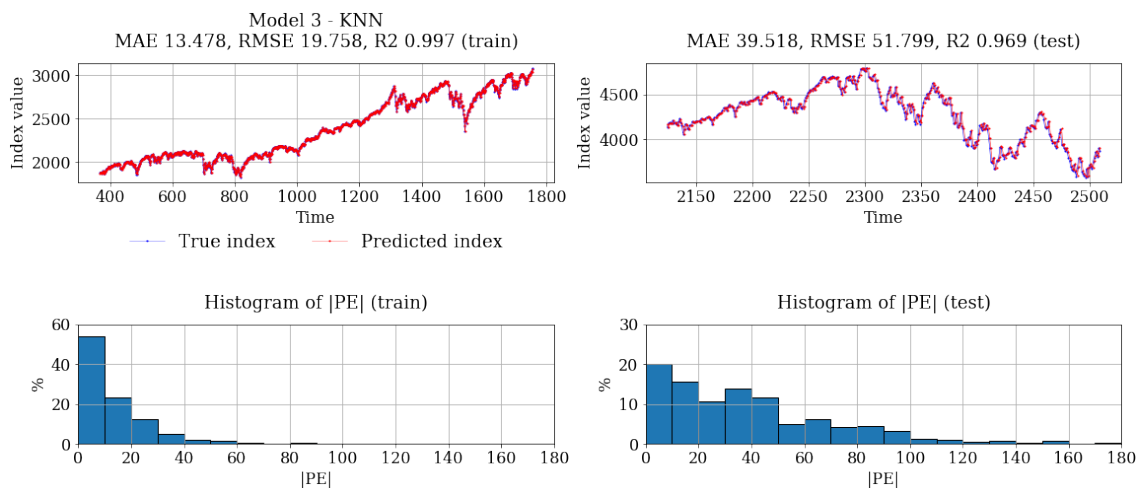 Model 3 - KNN
MAE 13.478, RMSE 19.758, R2 0.997 (train)
Index value
3000
2500
2000
400 600 800 1000 1200 1400 1600 1800
Time
True index Predicted index
MAE 39.518, RMSE 51.799, R2 0.969 (test)
Index value
4500
4000
2150 2200 2250 2300 2350 2400 2450 2500
Time
Histogram of |PE| (train)
%
60
40
20
0
0 20 40 60 80 100 120 140 160 180
|PE|
Histogram of |PE| (test)
%
30
20
10
0
0 20 40 60 80 100 120 140 160 180
|PE|